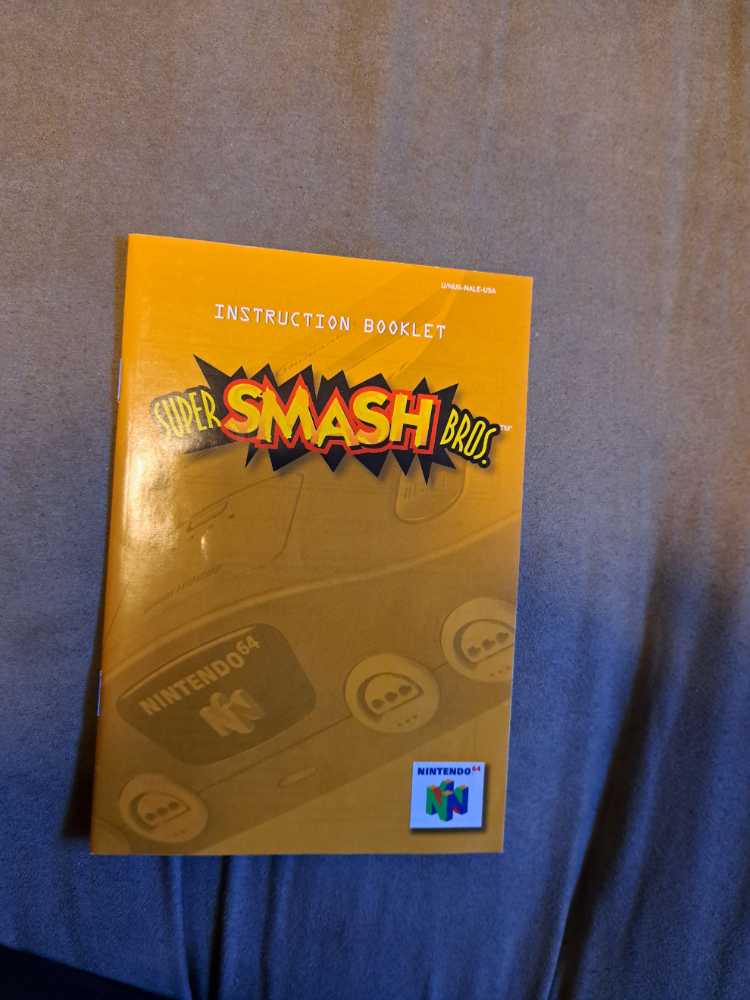 U/NUS-NALE-USA
INSTRUCTION BOOKLET
SUPER SMASH BROS.™
NINTENDO64
NINTENDO64